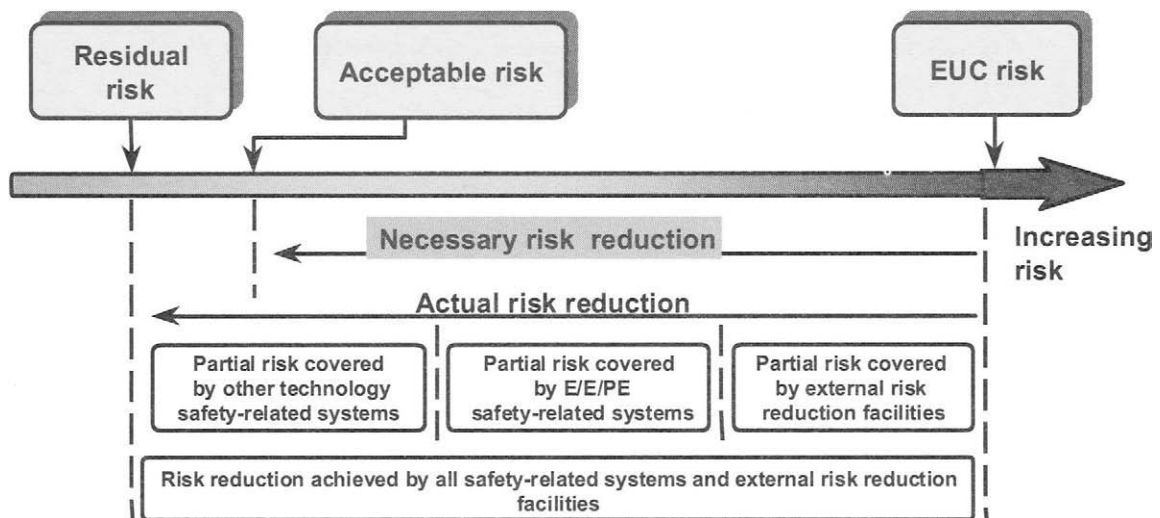 Residual
risk
Acceptable risk
EUC risk
Necessary risk reduction
Increasing
risk
Actual risk reduction
Partial risk covered
by other technology
safety-related systems
Partial risk covered
by E/E/PE
safety-related systems
Partial risk covered
by external risk
reduction facilities
Risk reduction achieved by all safety-related systems and external risk reduction
facilities